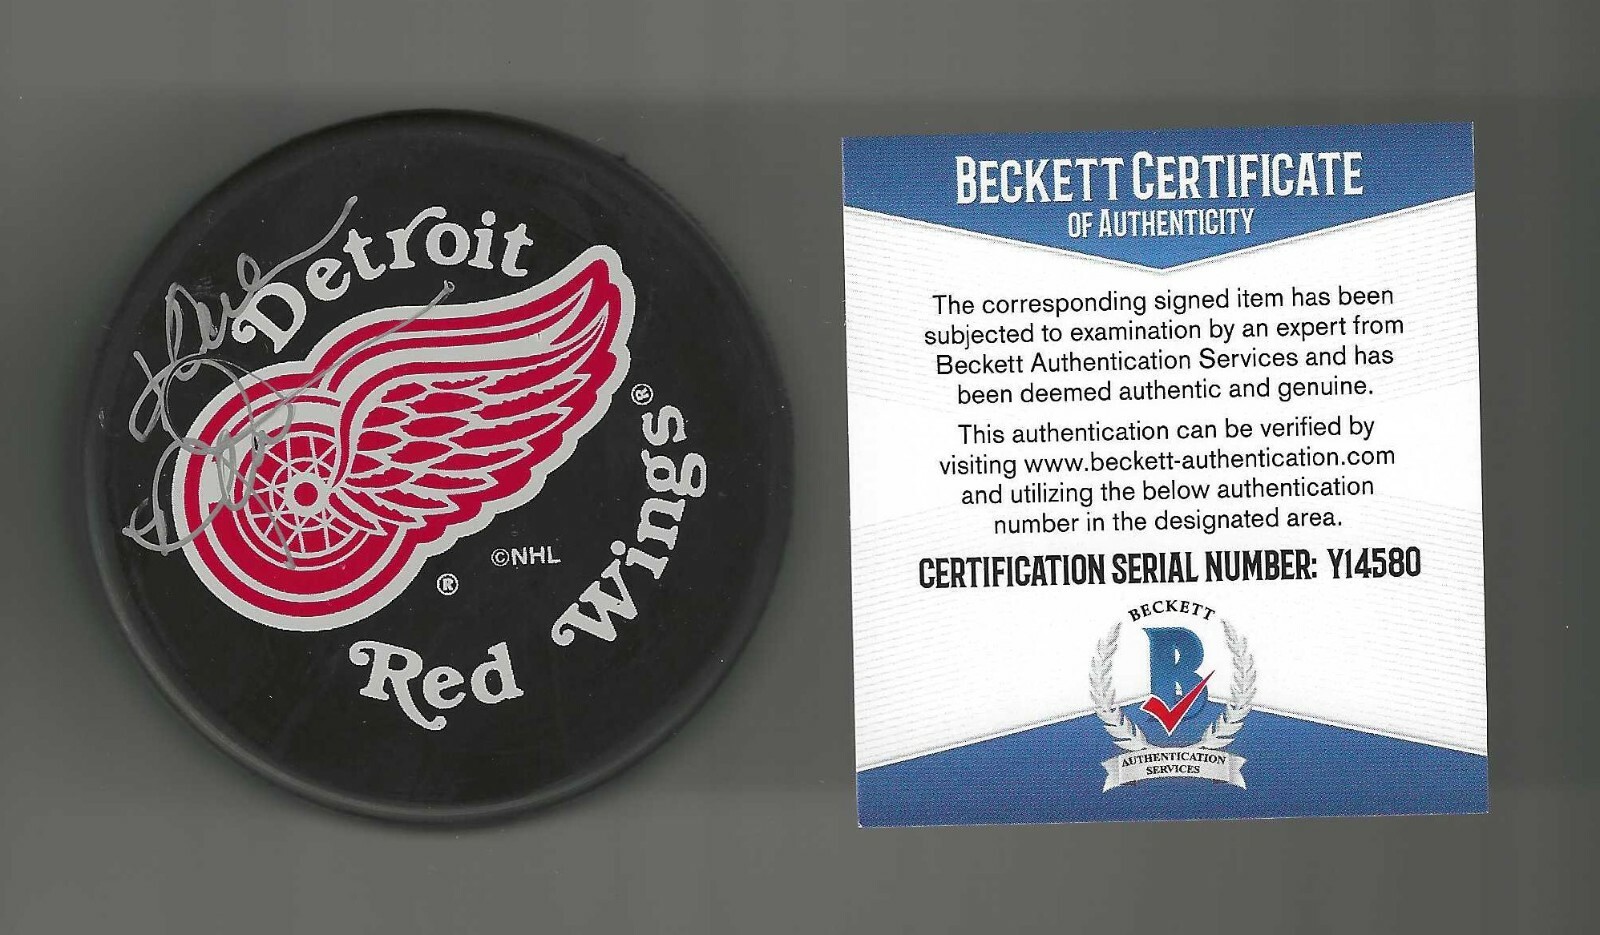 Detroit
Red Wings®
©NHL
®
BECKETT CERTIFICATE
OF AUTHENTICITY
The corresponding signed item has been
subjected to examination by an expert from
Beckett Authentication Services and has
been deemed authentic and genuine.
This authentication can be verified by
visiting www.beckett-authentication.com
and utilizing the below authentication
number in the designated area.
CERTIFICATION SERIAL NUMBER: Y14580
BECKETT
B
AUTHENTICATION
SERVICES